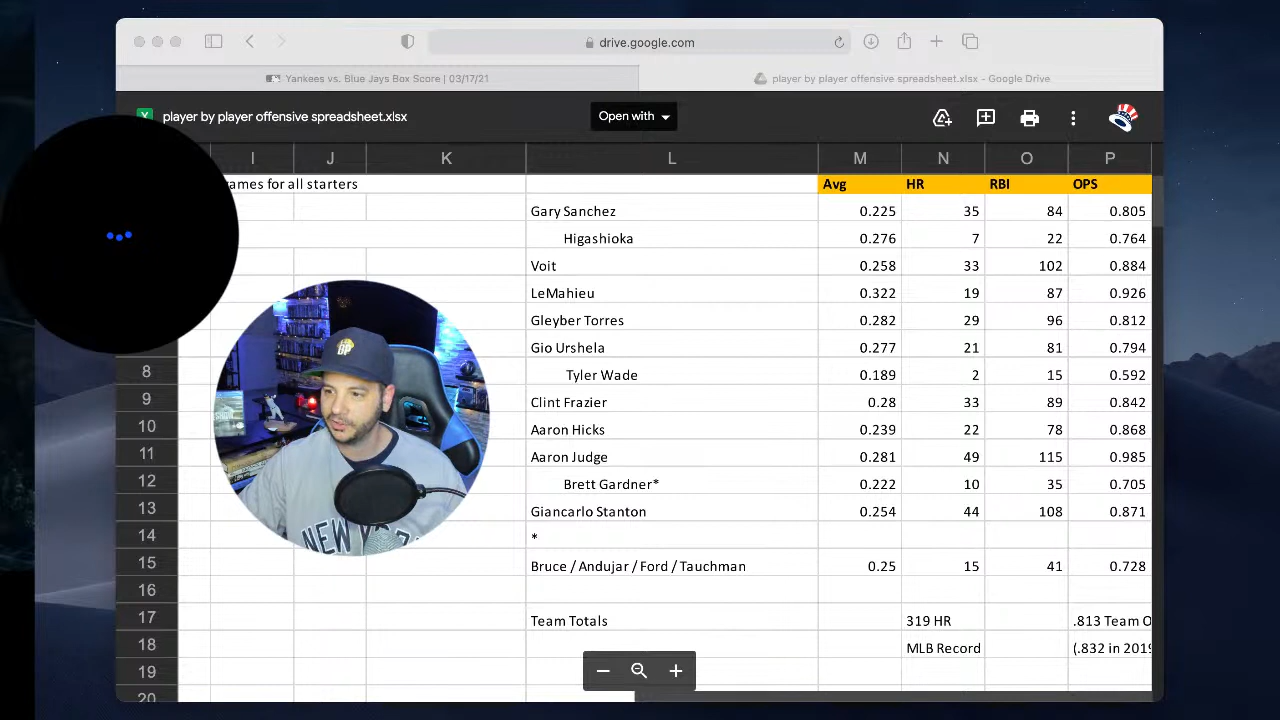 drive.google.com
Yankees vs. Blue Jays Box Score | 03/17/21
player by player offensive spreadsheet.xlsx - Google Drive
X player by player offensive spreadsheet.xlsx
Open with
I J K L M N O P
ames for all starters Avg HR RBI OPS
Gary Sanchez 0.225 35 84 0.805
Higashioka 0.276 7 22 0.764
Voit 0.258 33 102 0.884
LeMahieu 0.322 19 87 0.926
Gleyber Torres 0.282 29 96 0.812
Gio Urshela 0.277 21 81 0.794
8 Tyler Wade 0.189 2 15 0.592
9 Clint Frazier 0.28 33 89 0.842
10 Aaron Hicks 0.239 22 78 0.868
11 Aaron Judge 0.281 49 115 0.985
12 Brett Gardner* 0.222 10 35 0.705
13 Giancarlo Stanton 0.254 44 108 0.871
14 *
15 Bruce / Andujar / Ford / Tauchman 0.25 15 41 0.728
16
17 Team Totals 319 HR .813 Team O
18 MLB Record (.832 in 2019
19
20
GP
NEW Y